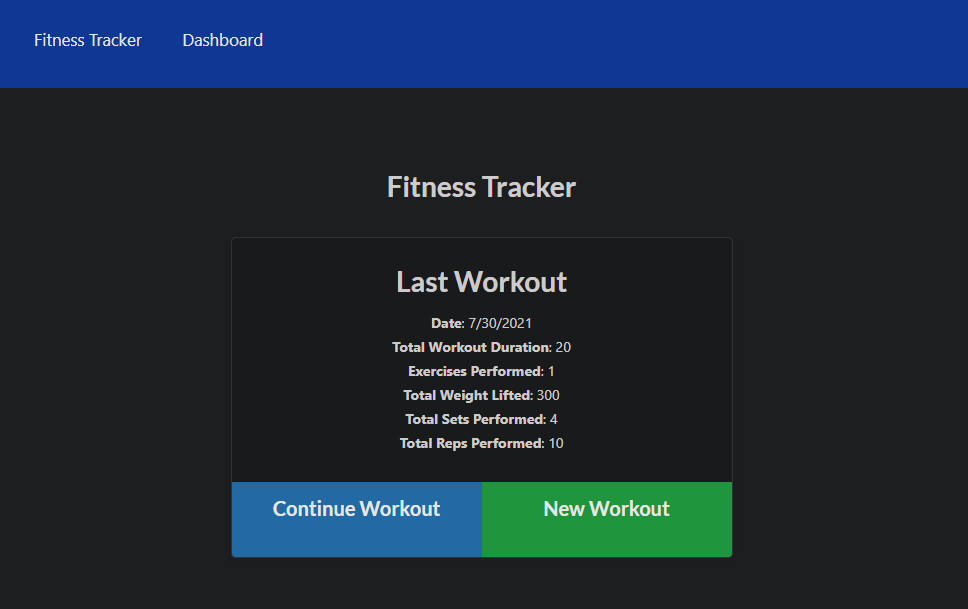 Fitness Tracker Dashboard
Fitness Tracker
Last Workout
Date: 7/30/2021
Total Workout Duration: 20
Exercises Performed: 1
Total Weight Lifted: 300
Total Sets Performed: 4
Total Reps Performed: 10
Continue Workout New Workout